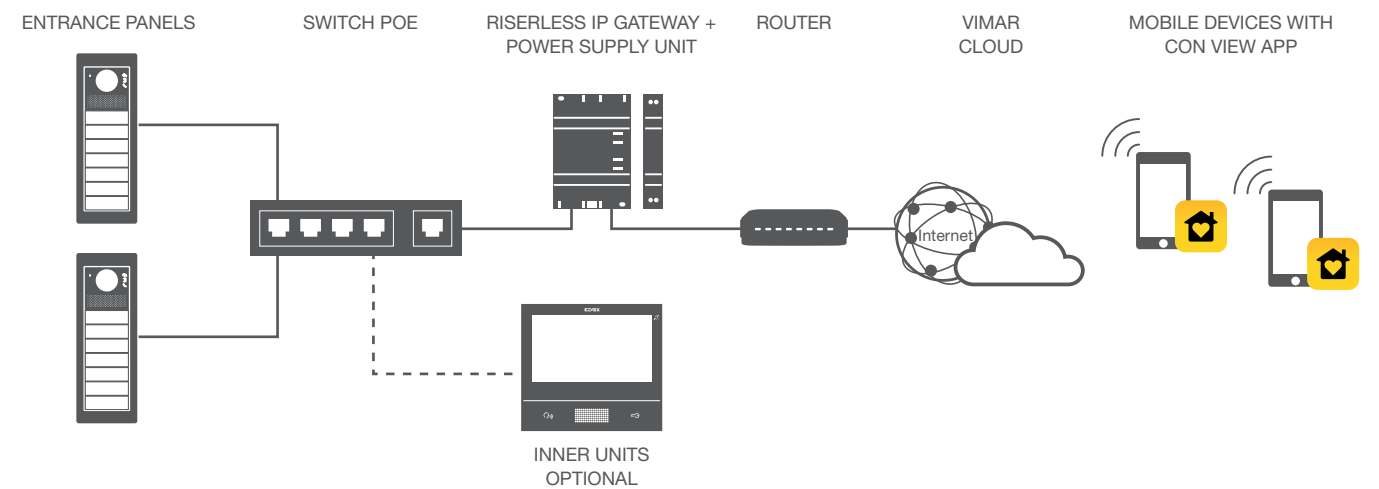 ENTRANCE PANELS
SWITCH POE
RISERLESS IP GATEWAY +
POWER SUPPLY UNIT
ROUTER
VIMAR
CLOUD
MOBILE DEVICES WITH
CON VIEW APP
Internet
INNER UNITS
OPTIONAL